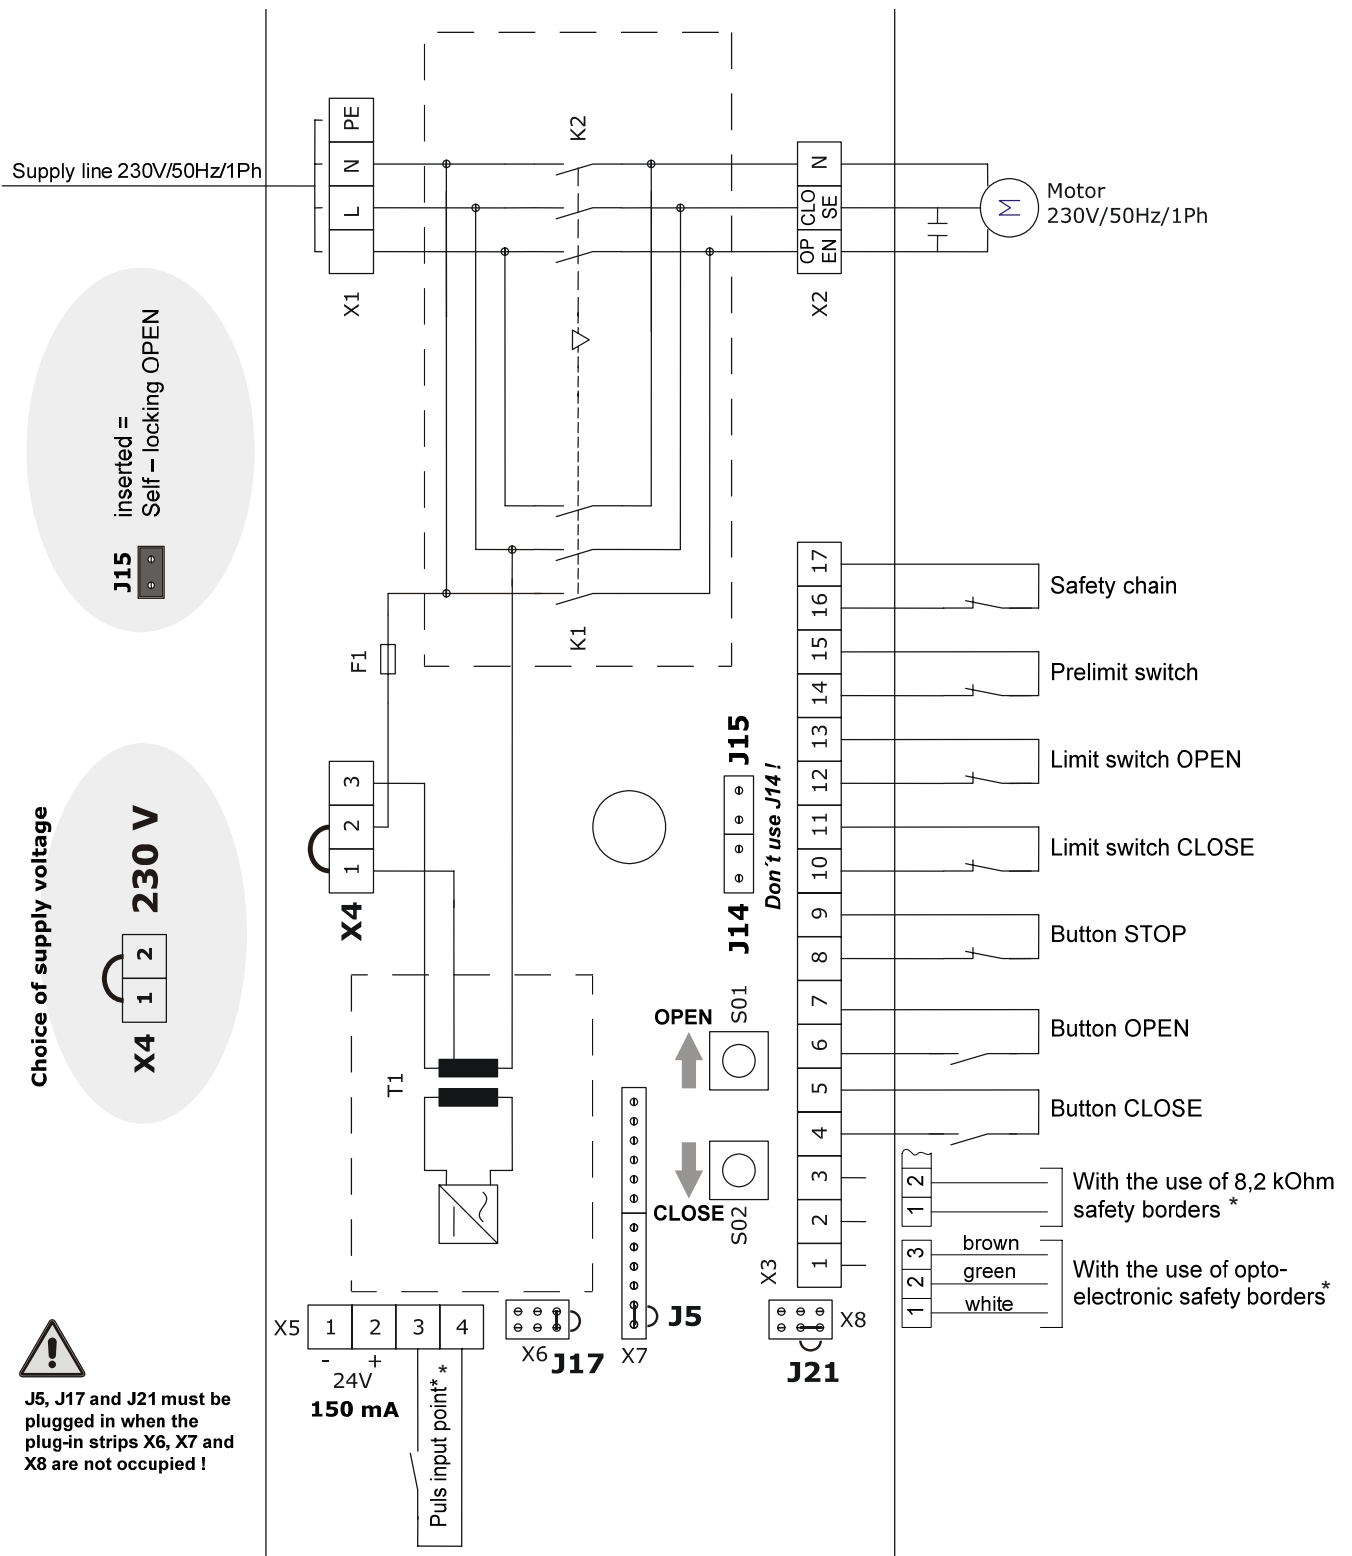 Supply line 230V/50Hz/1Ph
PE
N
L
X1
K2
N
CLO
SE
OP
EN
X2
M
Motor
230V/50Hz/1Ph
J15
inserted =
Self – locking OPEN
K1
F1
17
16
15
14
13
12
11
10
9
8
7
6
5
4
3
2
1
X3
Safety chain
Prelimit switch
Limit switch OPEN
Limit switch CLOSE
Button STOP
Button OPEN
Button CLOSE
Choice of supply voltage
X4
1
2
230 V
3
2
1
X4
J15
J14
Don´t use J14 !
T1
OPEN
S01
CLOSE
S02
2
1
With the use of 8,2 kOhm
safety borders *
3
2
1
brown
green
white
With the use of opto-
electronic safety borders*
X5
1
2
3
4
-
+
24V
150 mA
Puls input point* *
X6
J17
X7
J5
X8
J21
!
J5, J17 and J21 must be
plugged in when the
plug-in strips X6, X7 and
X8 are not occupied !